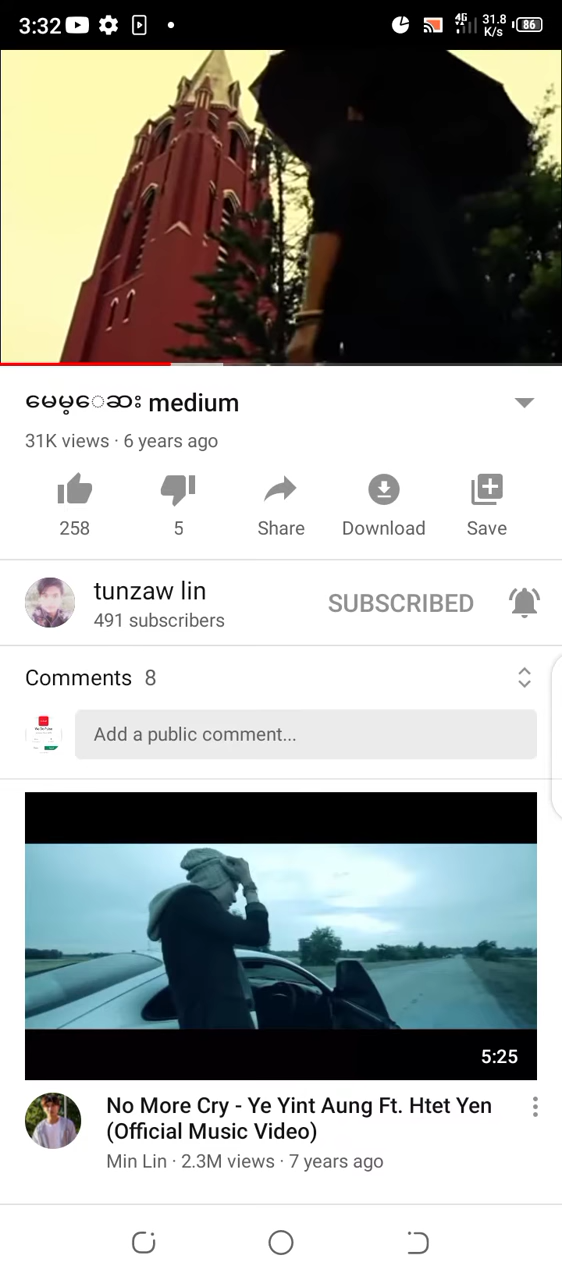 3:32
4G
31.8
K/s
86
မေမ့ေဆး medium
31K views · 6 years ago
258
5
Share
Download
Save
tunzaw lin
491 subscribers
SUBSCRIBED
Comments 8
Add a public comment...
5:25
No More Cry - Ye Yint Aung Ft. Htet Yen
(Official Music Video)
Min Lin · 2.3M views · 7 years ago